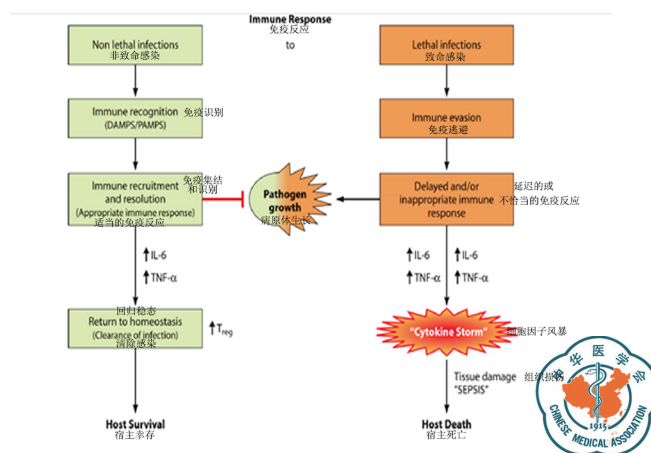 Immune Response
免疫反应
to
Non lethal infections
非致命感染
Immune recognition 免疫识别
(DAMPS/PAMPS)
免疫集结
和识别
Immune recruitment
and resolution
(Appropriate immune response)
适当的免疫反应
↑IL-6
↑TNF-α
回归稳态
Return to homeostasis
(Clearance of infection)
清除感染
↑Treg
Host Survival
宿主幸存
Pathogen
growth
病原体生长
Lethal infections
致命感染
Immune evasion
免疫逃避
Delayed and/or
inappropriate immune
response
延迟的或
不恰当的免疫反应
↑IL-6 ↑IL-6
↑TNF-α ↑TNF-α
"Cytokine Storm" 细胞因子风暴
Tissue damage 组织损
"SEPSIS"
Host Death
宿主死亡
中华医学会
1915
CHINESE MEDICAL ASSOCIATION